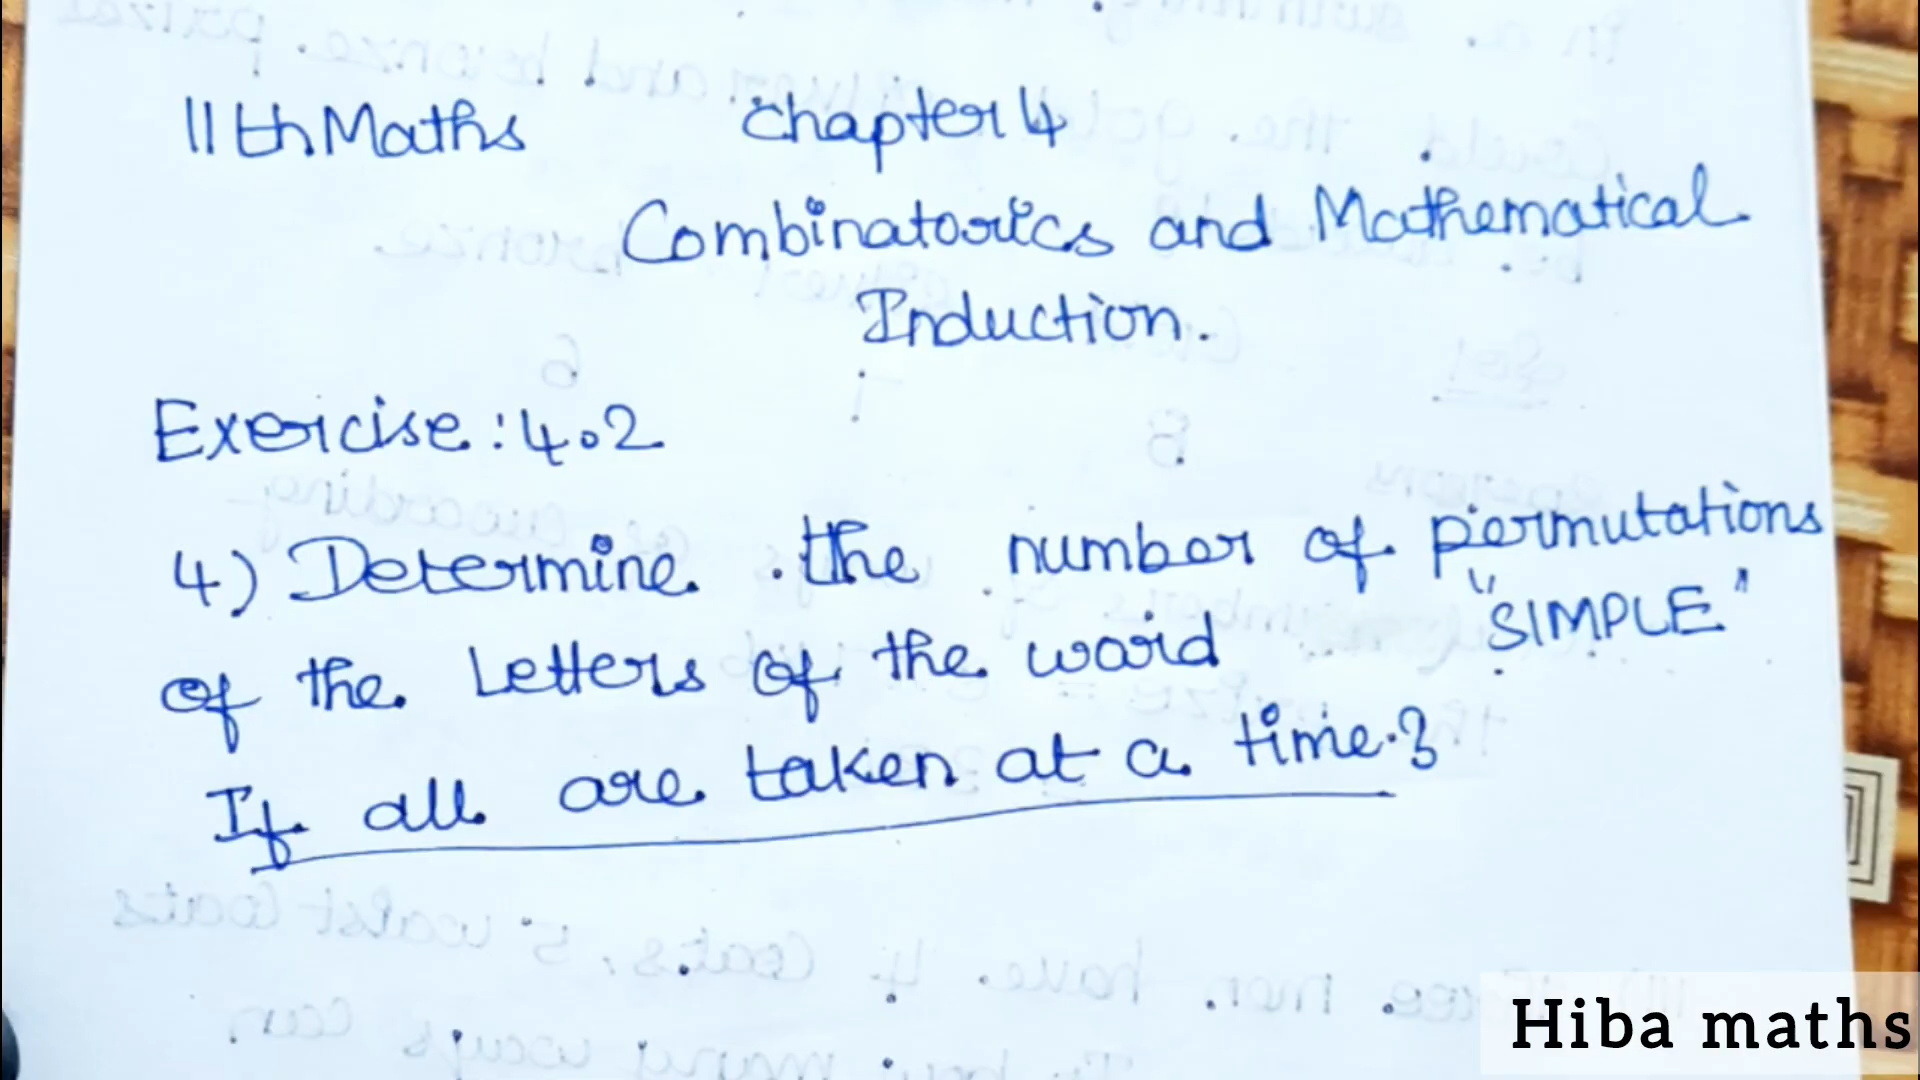 11th Maths chapter 4
Combinatorics and Mathematical
Induction.
Exercise: 4.2
4) Determine the number of permutations
of the Letters of the word "SIMPLE"
If all are taken at a time.?
Hiba maths